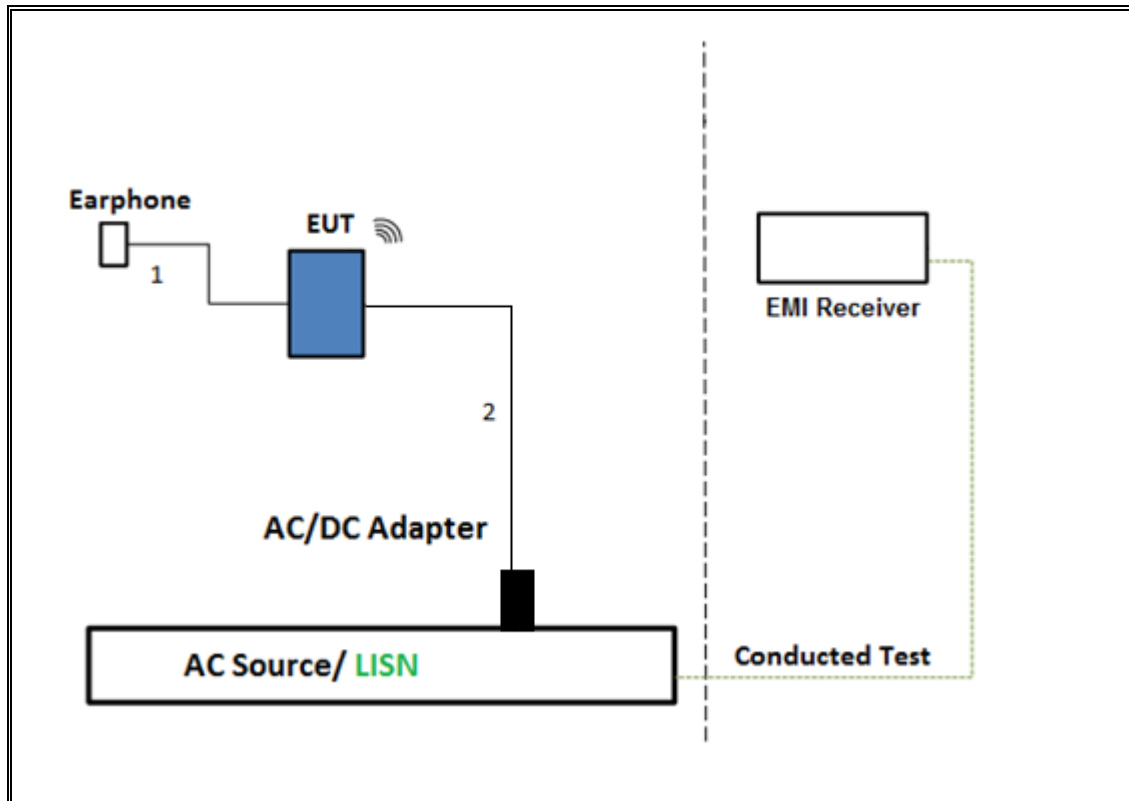 Earphone
EUT
1
EMI Receiver
2
AC/DC Adapter
AC Source/ LISN
Conducted Test